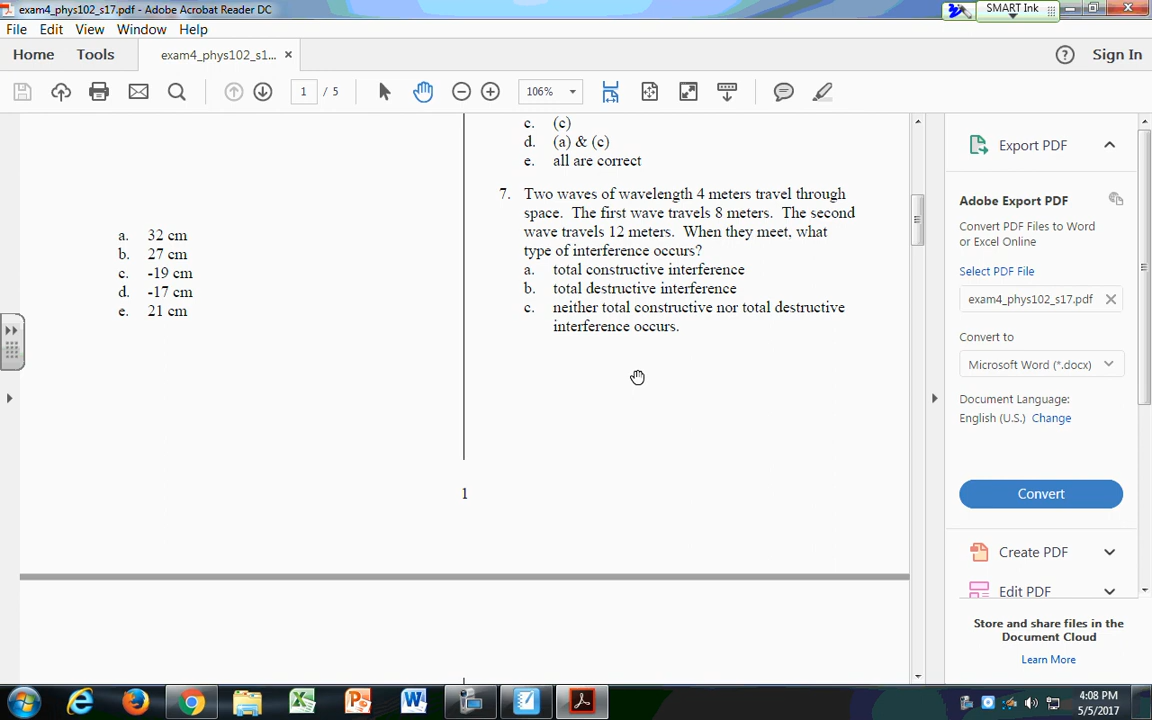 exam4_phys102_s17.pdf - Adobe Acrobat Reader DC
SMART Ink
File Edit View Window Help
Home Tools exam4_phys102_s1... × Sign In
1 / 5 106%
c. (c)
d. (a) & (c)
e. all are correct
7. Two waves of wavelength 4 meters travel through
space. The first wave travels 8 meters. The second
wave travels 12 meters. When they meet, what
type of interference occurs?
a. total constructive interference
b. total destructive interference
c. neither total constructive nor total destructive
interference occurs.
a. 32 cm
b. 27 cm
c. -19 cm
d. -17 cm
e. 21 cm
1
Export PDF
Adobe Export PDF
Convert PDF Files to Word
or Excel Online
Select PDF File
exam4_phys102_s17.pdf
Convert to
Microsoft Word (*.docx)
Document Language:
English (U.S.) Change
Convert
Create PDF
Edit PDF
Store and share files in the
Document Cloud
Learn More
4:08 PM
5/5/2017